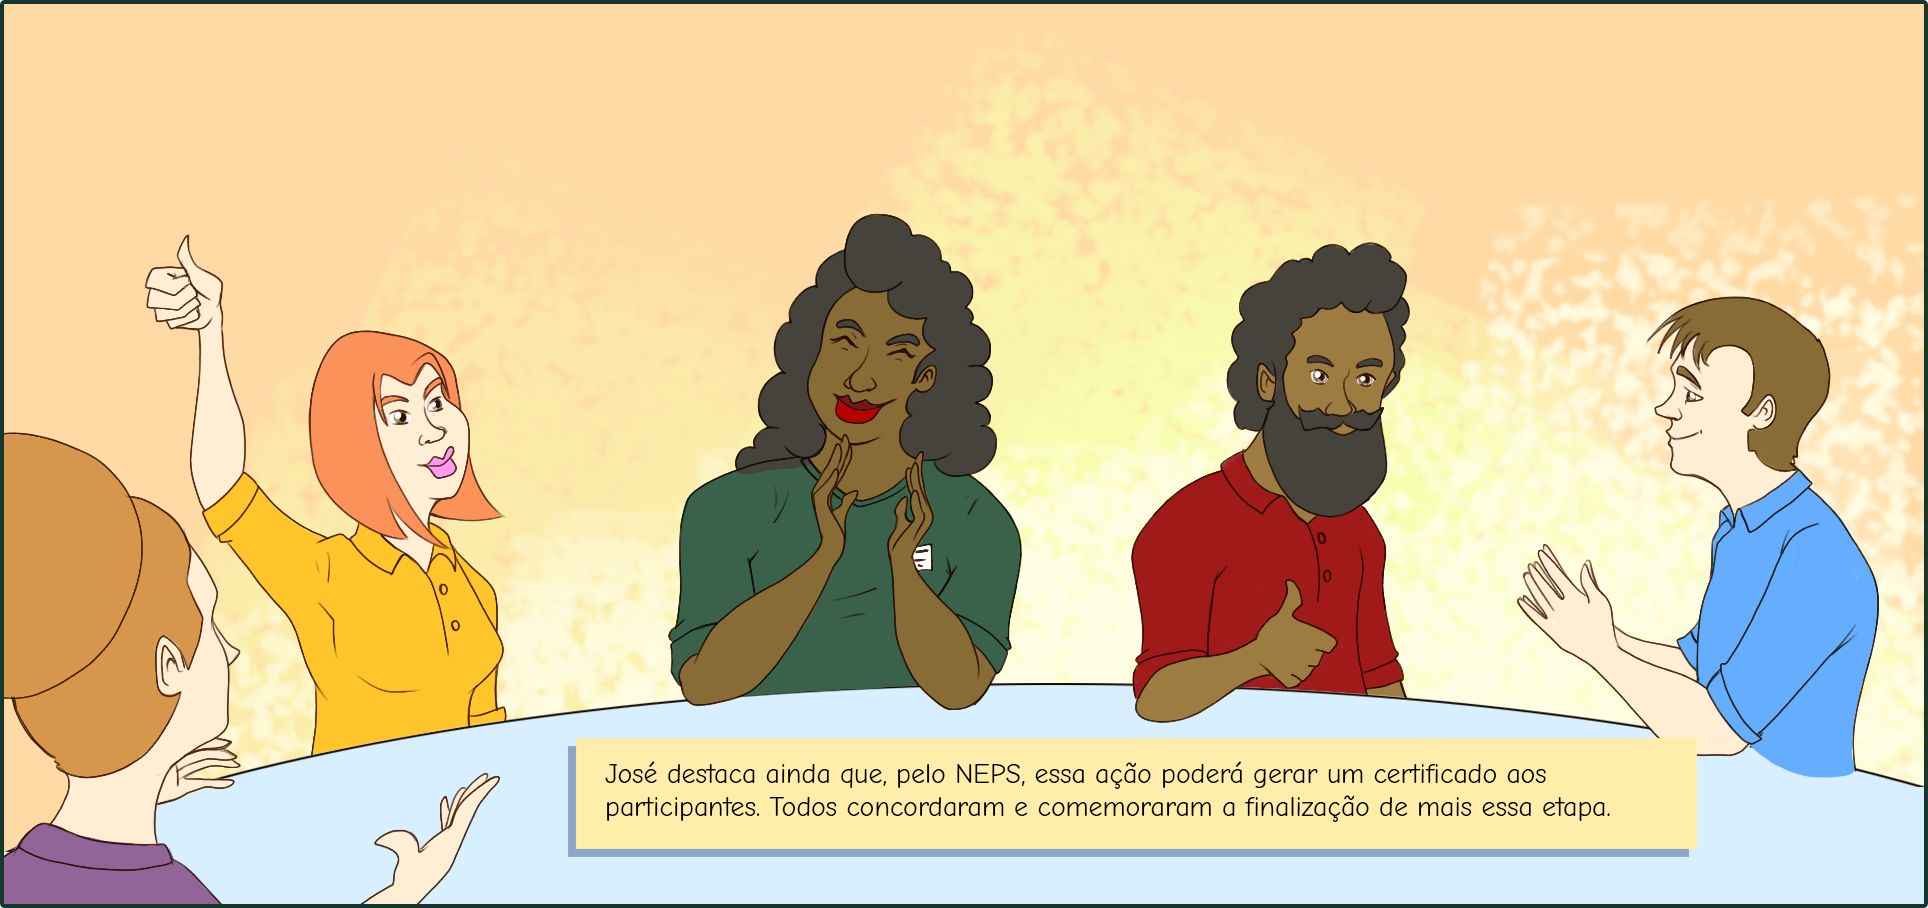 José destaca ainda que, pelo NEPS, essa ação poderá gerar um certificado aos
participantes. Todos concordaram e comemoraram a finalização de mais essa etapa.